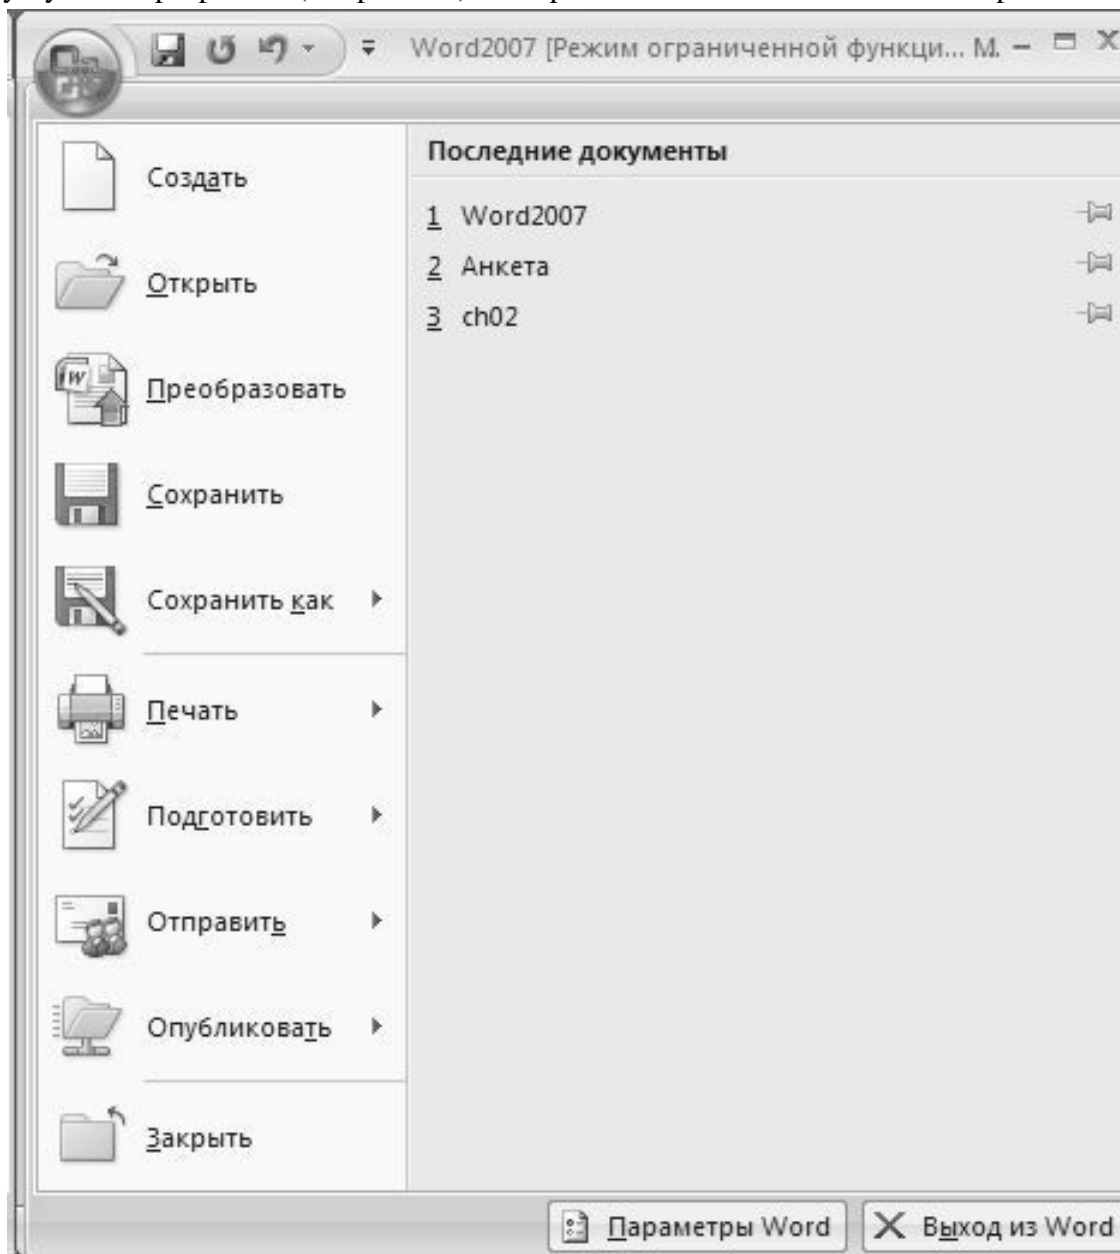 Word2007 [Режим ограниченной функци... М.
Создать
Открыть
Преобразовать
Сохранить
Сохранить как
Печать
Подготовить
Отправить
Опубликовать
Закрыть
Последние документы
1 Word2007
2 Анкета
3 ch02
Параметры Word
Выход из Word